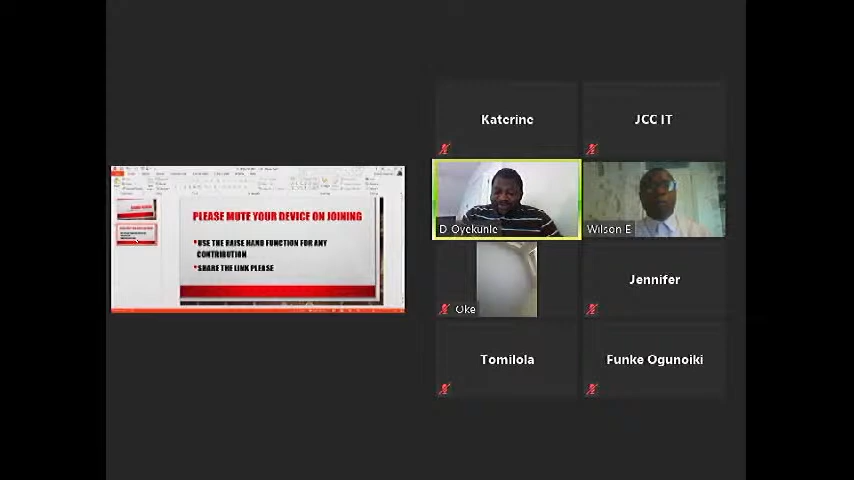 PLEASE MUTE YOUR DEVICE ON JOINING
•USE THE RAISE HAND FUNCTION FOR ANY
CONTRIBUTION
•SHARE THE LINK PLEASE
Katerine
JCC IT
D Oyekunle
Wilson E
Oke
Jennifer
Tomilola
Funke Ogunoiki